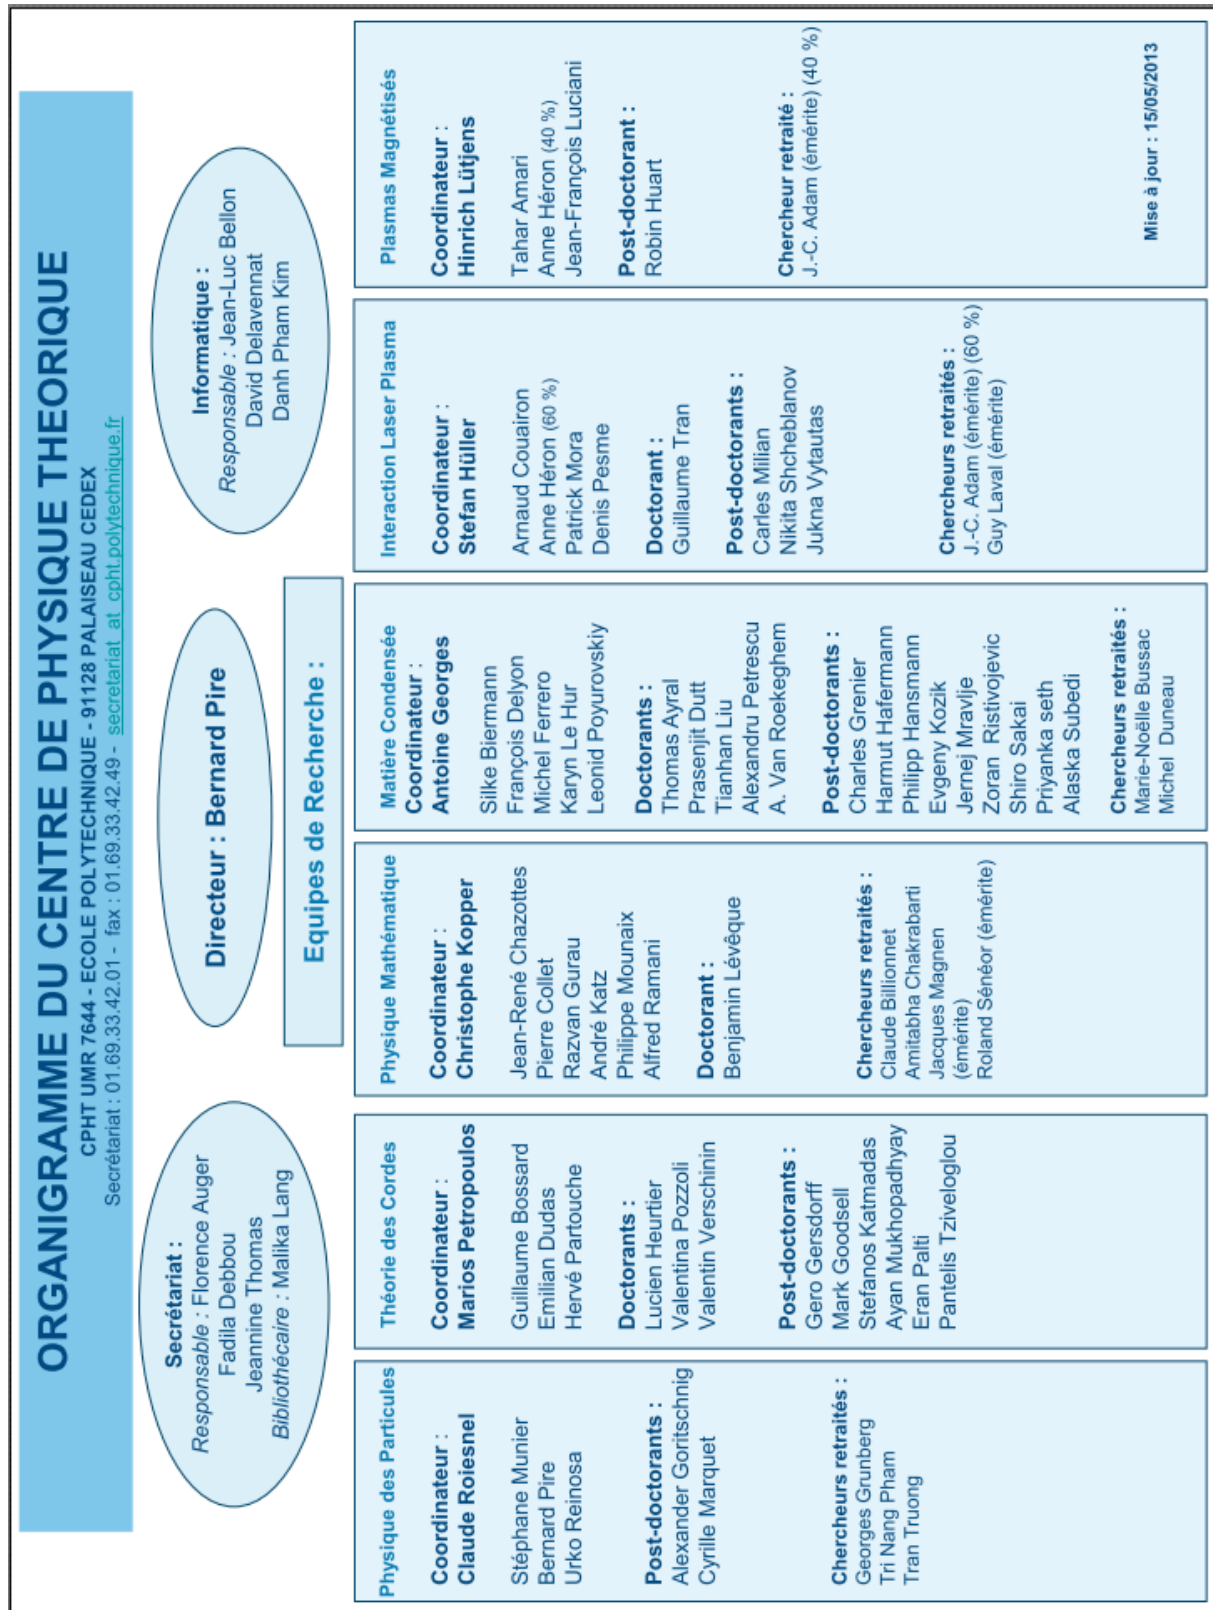 ORGANIGRAMME DU CENTRE DE PHYSIQUE THEORIQUE
CPHT UMR 7644 - ECOLE POLYTECHNIQUE - 91128 PALAISEAU CEDEX
Secrétariat : 01.69.33.42.01 - fax : 01.69.33.42.49 - secretariat_at_cpht.polytechnique.fr
Secrétariat :
Responsable : Florence Auger
Fadila Debbou
Jeannine Thomas
Bibliothécaire : Malika Lang
Directeur : Bernard Pire
Informatique :
Responsable : Jean-Luc Bellon
David Delavennat
Danh Pham Kim
Equipes de Recherche :
Physique des Particules
Coordinateur :
Claude Roiesnel
Stéphane Munier
Bernard Pire
Urko Reinosa
Post-doctorants :
Alexander Goritschnig
Cyrille Marquet
Chercheurs retraités :
Georges Grunberg
Tri Nang Pham
Tran Truong
Théorie des Cordes
Coordinateur :
Marios Petropoulos
Guillaume Bossard
Emilian Dudas
Hervé Partouche
Doctorants :
Lucien Heurtier
Valentina Pozzoli
Valentin Verschinin
Post-doctorants :
Gero Gersdorff
Mark Goodsell
Stefanos Katmadas
Ayan Mukhopadhyay
Eran Palti
Pantelis Tziveloglou
Physique Mathématique
Coordinateur :
Christophe Kopper
Jean-René Chazottes
Pierre Collet
Razvan Gurau
André Katz
Philippe Mounaix
Alfred Ramani
Doctorant :
Benjamin Lévêque
Chercheurs retraités :
Claude Billionnet
Amitabha Chakrabarti
Jacques Magnen
(émérite)
Roland Sénéor (émérite)
Matière Condensée
Coordinateur :
Antoine Georges
Silke Biermann
François Delyon
Michel Ferrero
Karyn Le Hur
Leonid Poyurovskiy
Doctorants :
Thomas Ayral
Prasenjit Dutt
Tianhan Liu
Alexandru Petrescu
A. Van Roekeghem
Post-doctorants :
Charles Grenier
Harmut Hafermann
Philipp Hansmann
Evgeny Kozik
Jernej Mravlje
Zoran Ristivojevic
Shiro Sakai
Priyanka seth
Alaska Subedi
Chercheurs retraités :
Marie-Noëlle Bussac
Michel Duneau
Interaction Laser Plasma
Coordinateur :
Stefan Hüller
Arnaud Couairon
Anne Héron (60 %)
Patrick Mora
Denis Pesme
Doctorant :
Guillaume Tran
Post-doctorants :
Carles Milian
Nikita Shcheblanov
Jukna Vytautas
Chercheurs retraités :
J.-C. Adam (émérite) (60 %)
Guy Laval (émérite)
Plasmas Magnétisés
Coordinateur :
Hinrich Lütjens
Tahar Amari
Anne Héron (40 %)
Jean-François Luciani
Post-doctorant :
Robin Huart
Chercheur retraité :
J.-C. Adam (émérite) (40 %)
Mise à jour : 15/05/2013